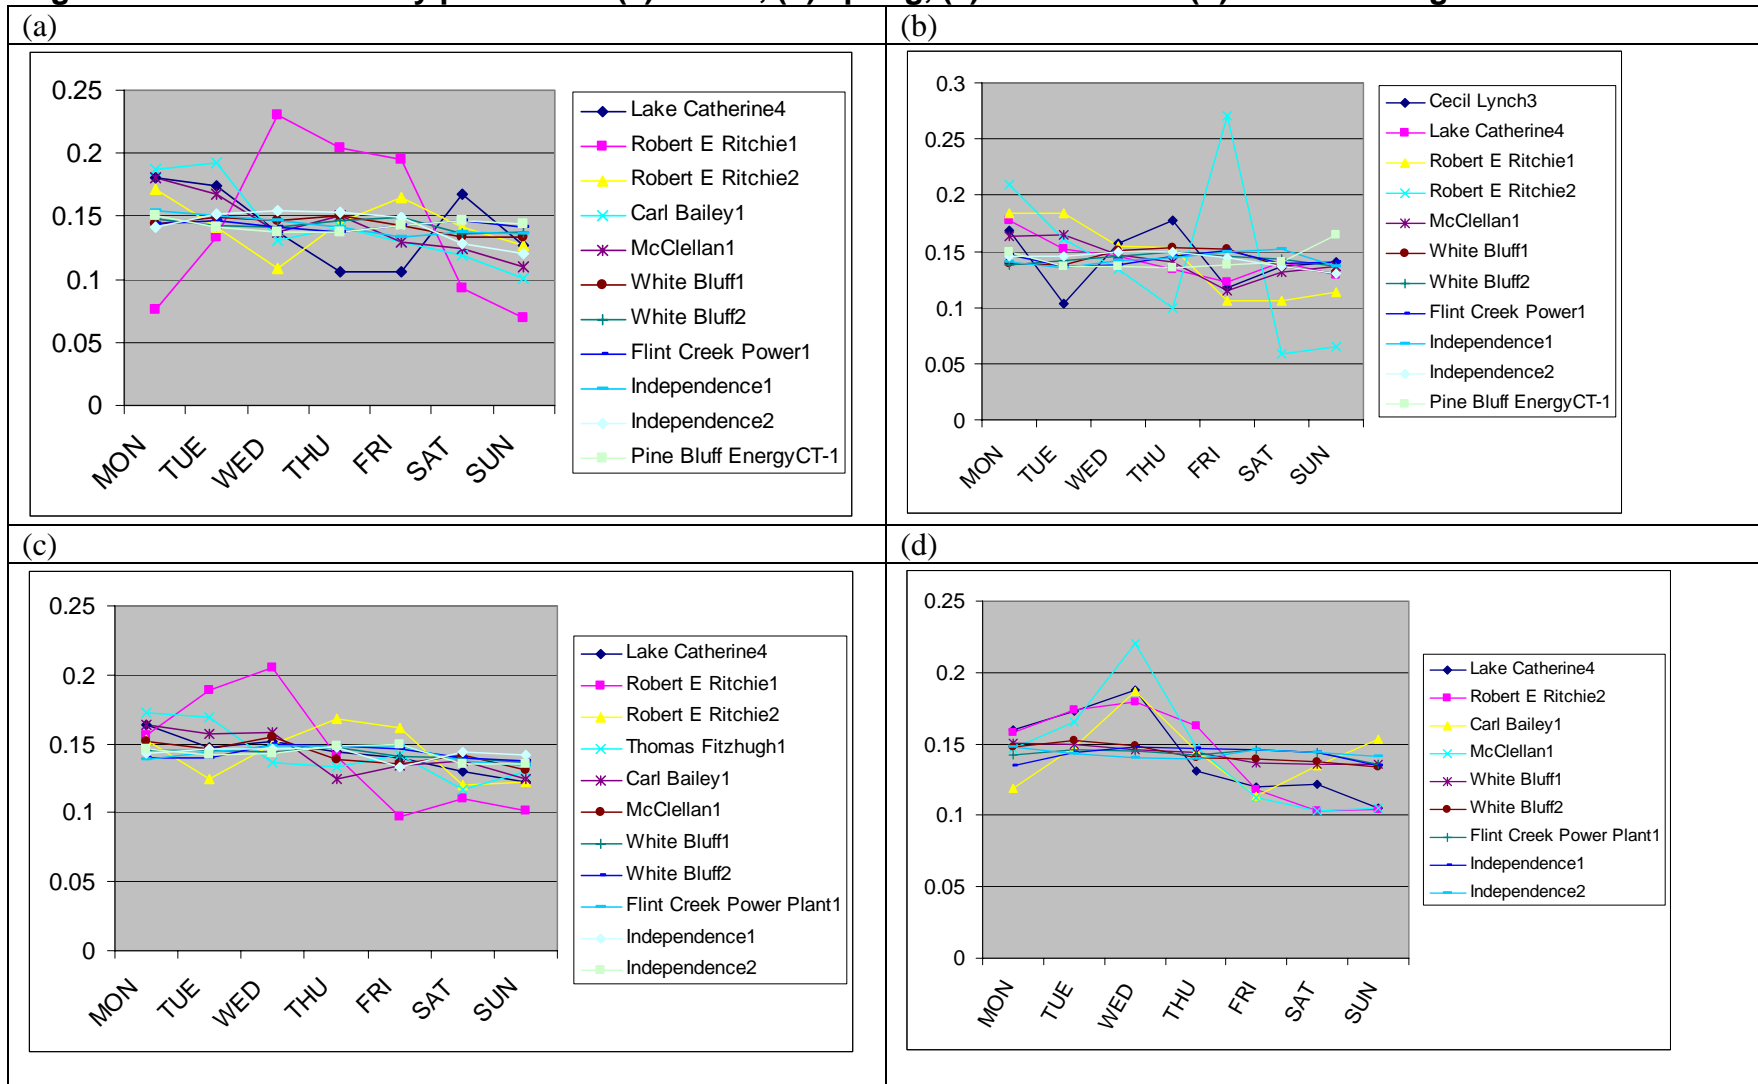 (a)
(b)
0.25
0.2
0.15
0.1
0.05
0
MON
TUE
WED
THU
FRI
SAT
SUN
Lake Catherine4
Robert E Ritchie1
Robert E Ritchie2
Carl Bailey1
McClellan1
White Bluff1
White Bluff2
Flint Creek Power1
Independence1
Independence2
Pine Bluff EnergyCT-1
0.3
0.25
0.2
0.15
0.1
0.05
0
MON
TUE
WED
THU
FRI
SAT
SUN
Cecil Lynch3
Lake Catherine4
Robert E Ritchie1
Robert E Ritchie2
McClellan1
White Bluff1
White Bluff2
Flint Creek Power1
Independence1
Independence2
Pine Bluff EnergyCT-1
(c)
(d)
0.25
0.2
0.15
0.1
0.05
0
MON
TUE
WED
THU
FRI
SAT
SUN
Lake Catherine4
Robert E Ritchie1
Robert E Ritchie2
Thomas Fitzhugh1
Carl Bailey1
McClellan1
White Bluff1
White Bluff2
Flint Creek Power Plant1
Independence1
Independence2
0.25
0.2
0.15
0.1
0.05
0
MON
TUE
WED
THU
FRI
SAT
SUN
Lake Catherine4
Robert E Ritchie2
Carl Bailey1
McClellan1
White Bluff1
White Bluff2
Flint Creek Power Plant1
Independence1
Independence2